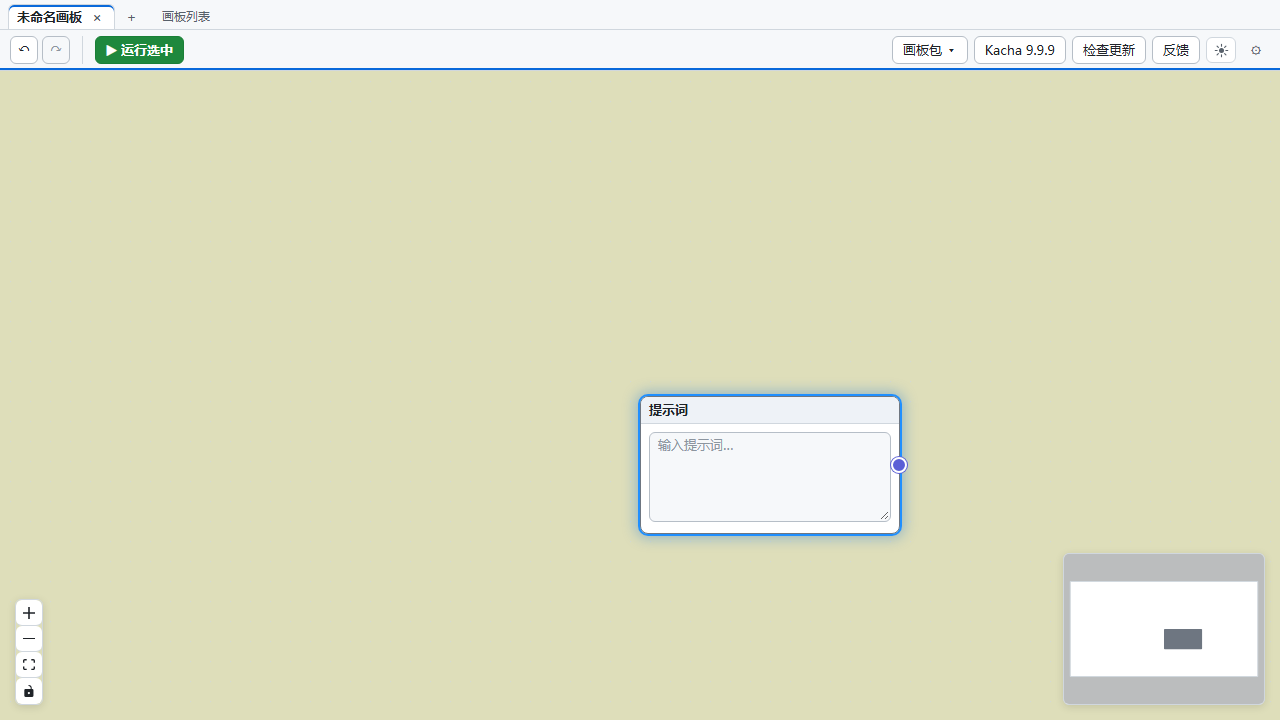 未命名画板 × + 画板列表
▶ 运行选中 画板包 ▾ Kacha 9.9.9 检查更新 反馈
提示词
输入提示词...